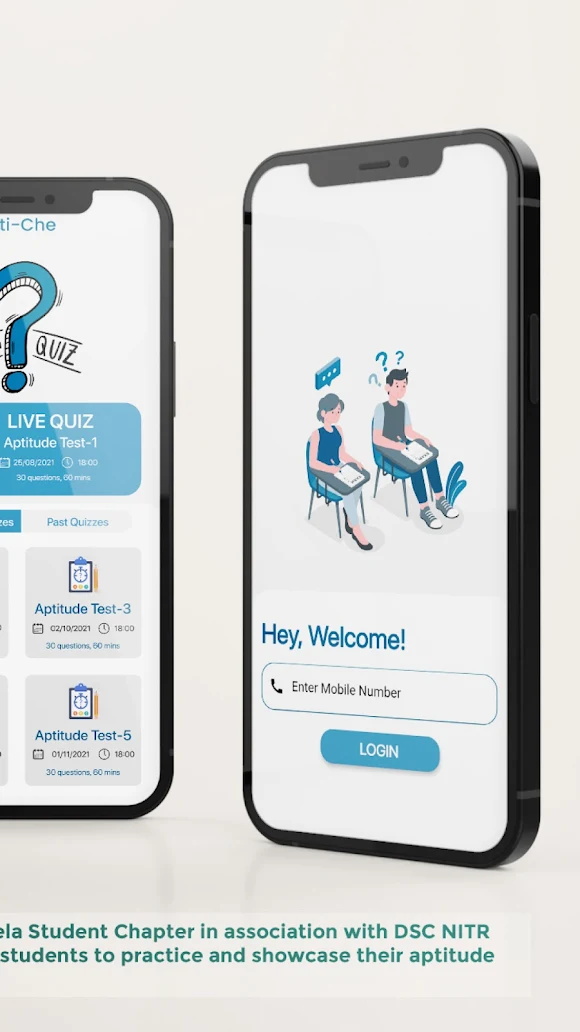 ti-Che
QUIZ
LIVE QUIZ
Aptitude Test-1
25/08/2021 18:00
30 questions, 60 mins
zes Past Quizzes
Aptitude Test-3
02/10/2021 18:00
30 questions, 60 mins
Aptitude Test-5
01/11/2021 18:00
30 questions, 60 mins
Hey, Welcome!
Enter Mobile Number
LOGIN
ela Student Chapter in association with DSC NITR
students to practice and showcase their aptitude